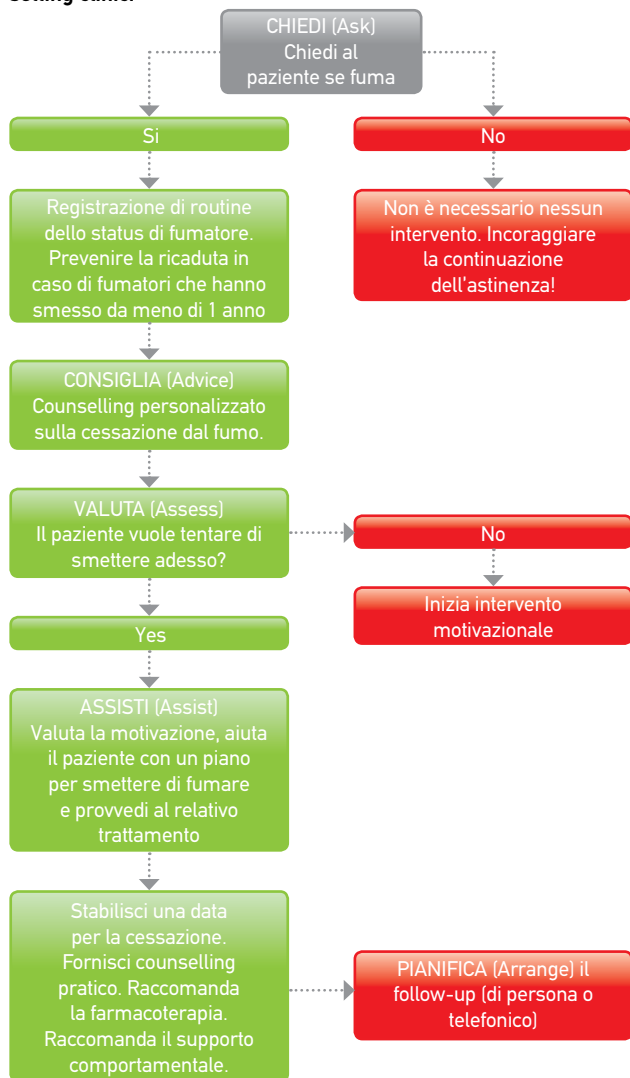 CHIEDI (Ask)
Chiedi al
paziente se fuma
Si
No
Registrazione di routine
dello status di fumatore.
Prevenire la ricaduta in
caso di fumatori che hanno
smesso da meno di 1 anno
Non è necessario nessun
intervento. Incoraggiare
la continuazione
dell'astinenza!
CONSIGLIA (Advice)
Counselling personalizzato
sulla cessazione dal fumo.
VALUTA (Assess)
Il paziente vuole tentare di
smettere adesso?
No
Inizia intervento
motivazionale
Yes
ASSISTI (Assist)
Valuta la motivazione, aiuta
il paziente con un piano
per smettere di fumare
e provvedi al relativo
trattamento
Stabilisci una data
per la cessazione.
Fornisci counselling
pratico. Raccomanda
la farmacoterapia.
Raccomanda il supporto
comportamentale.
PIANIFICA (Arrange) il
follow-up (di persona o
telefonico)